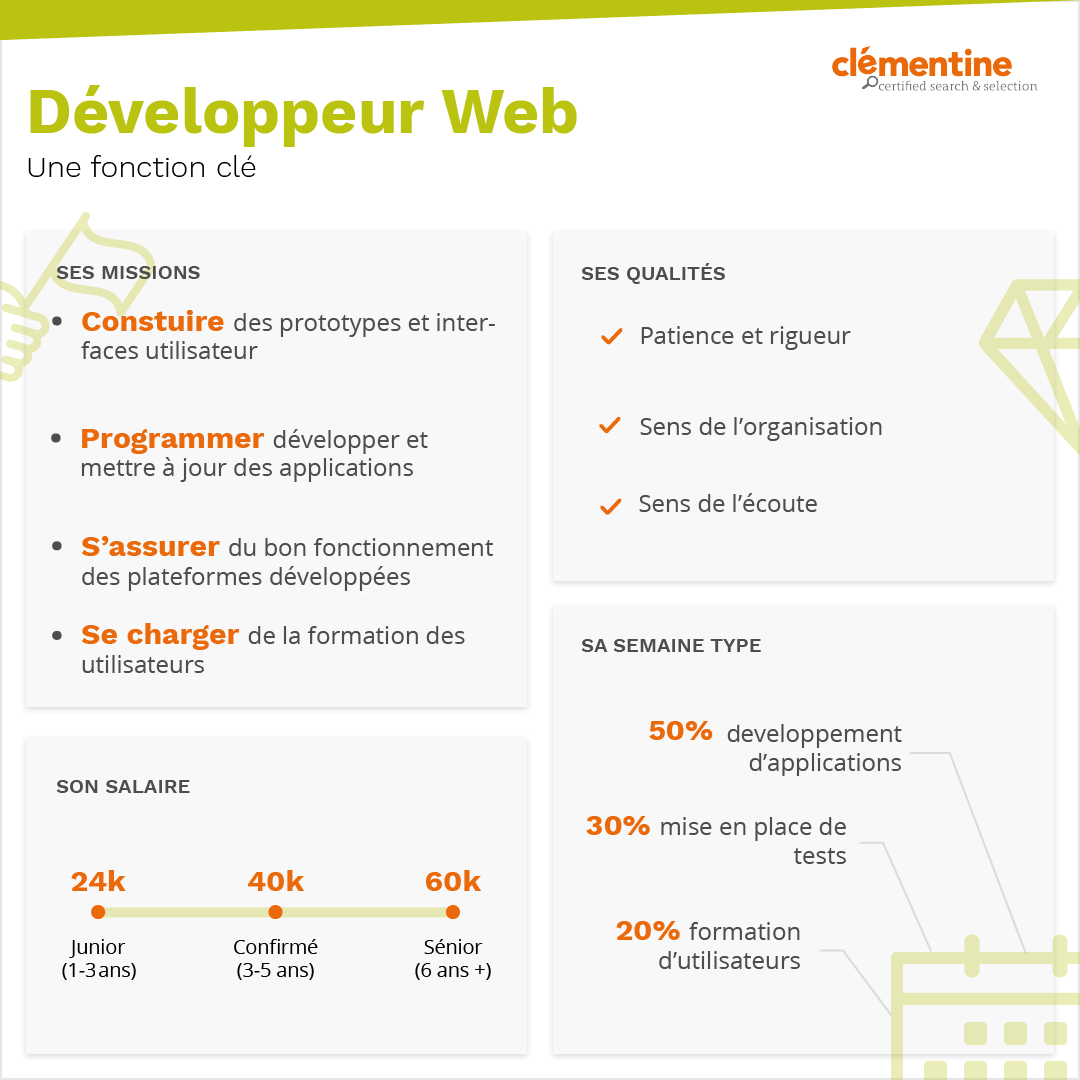 clémentine
certified search & selection
Développeur Web
Une fonction clé
SES MISSIONS
• Constuire des prototypes et inter-
faces utilisateur
• Programmer développer et
mettre à jour des applications
• S’assurer du bon fonctionnement
des plateformes développées
• Se charger de la formation des
utilisateurs
SES QUALITÉS
Patience et rigueur
Sens de l’organisation
Sens de l’écoute
SON SALAIRE
24k 40k 60k
Junior Confirmé Sénior
(1-3 ans) (3-5 ans) (6 ans +)
SA SEMAINE TYPE
50% developpement
d’applications
30% mise en place de
tests
20% formation
d’utilisateurs